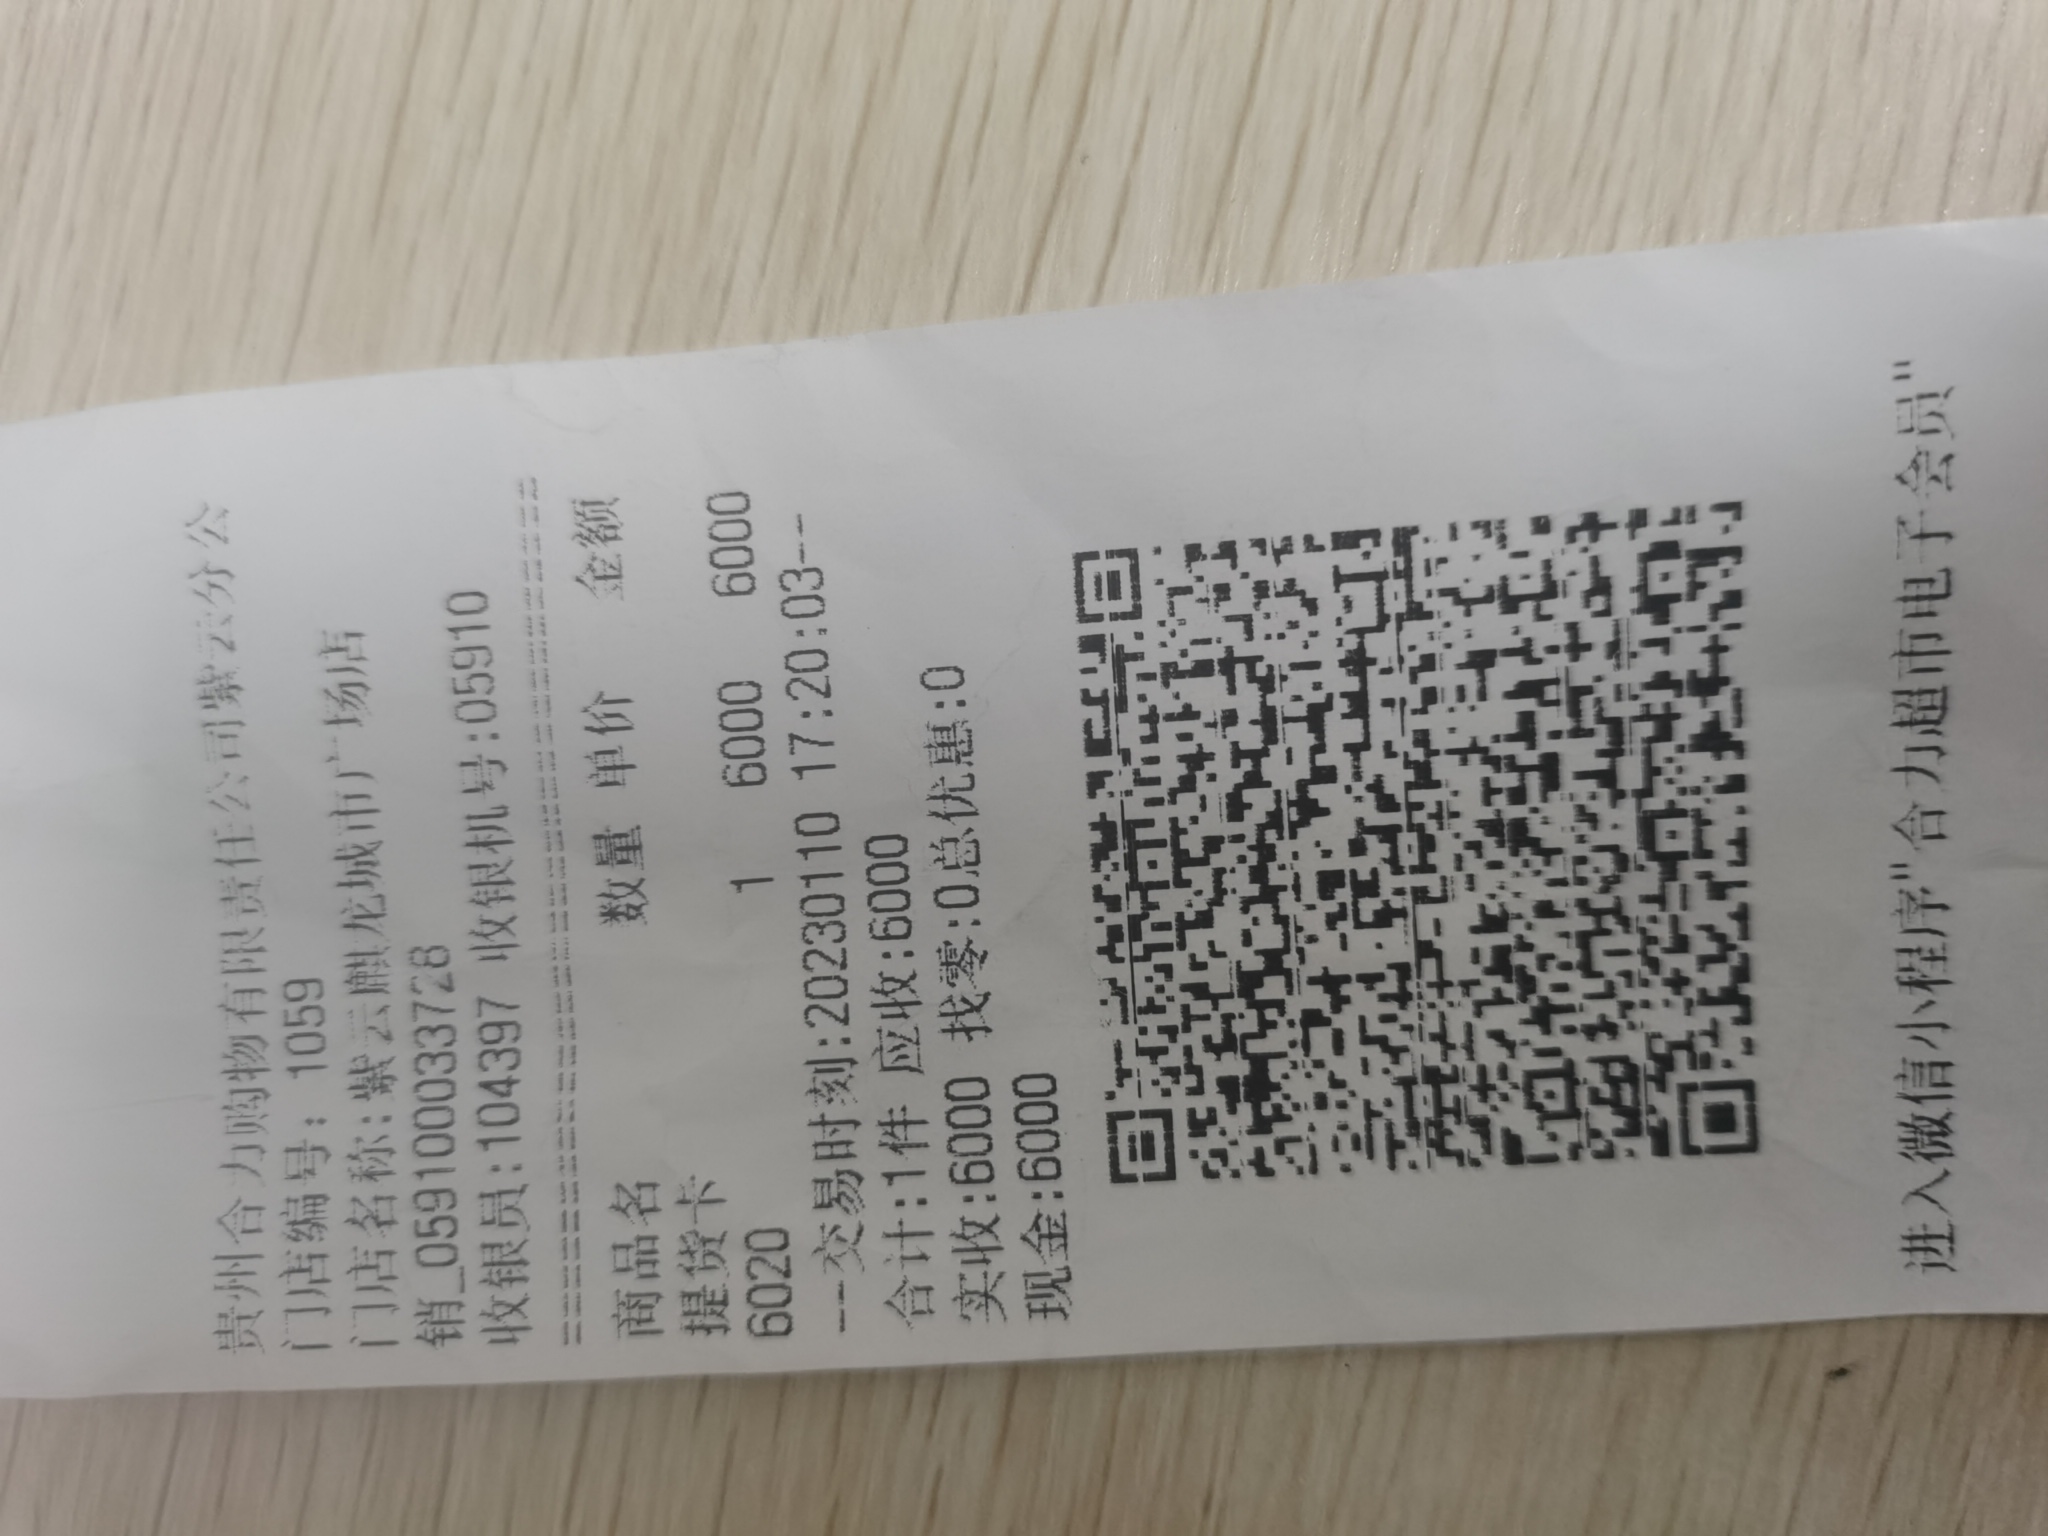 贵州合力购物有限责任公司紫云分公
门店编号: 1059
门店名称:紫云麒龙城市广场店
销_0591000033728
收银员:104397 收银机号:05910
========================================
商品名 数量 单价 金额
提货卡
6020 1 6000 6000
---交易时刻:20230110 17:20:03---
合计:1件 应收:6000
实收:6000 找零:0总优惠:0
现金:6000
进入微信小程序"合力超市电子会员"